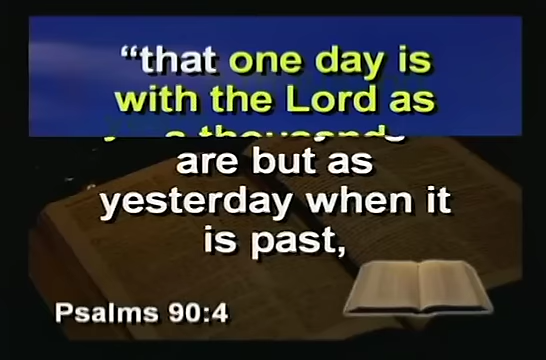 “that one day is
with the Lord as
a thousand
are but as
yesterday when it
is past,
Psalms 90:4